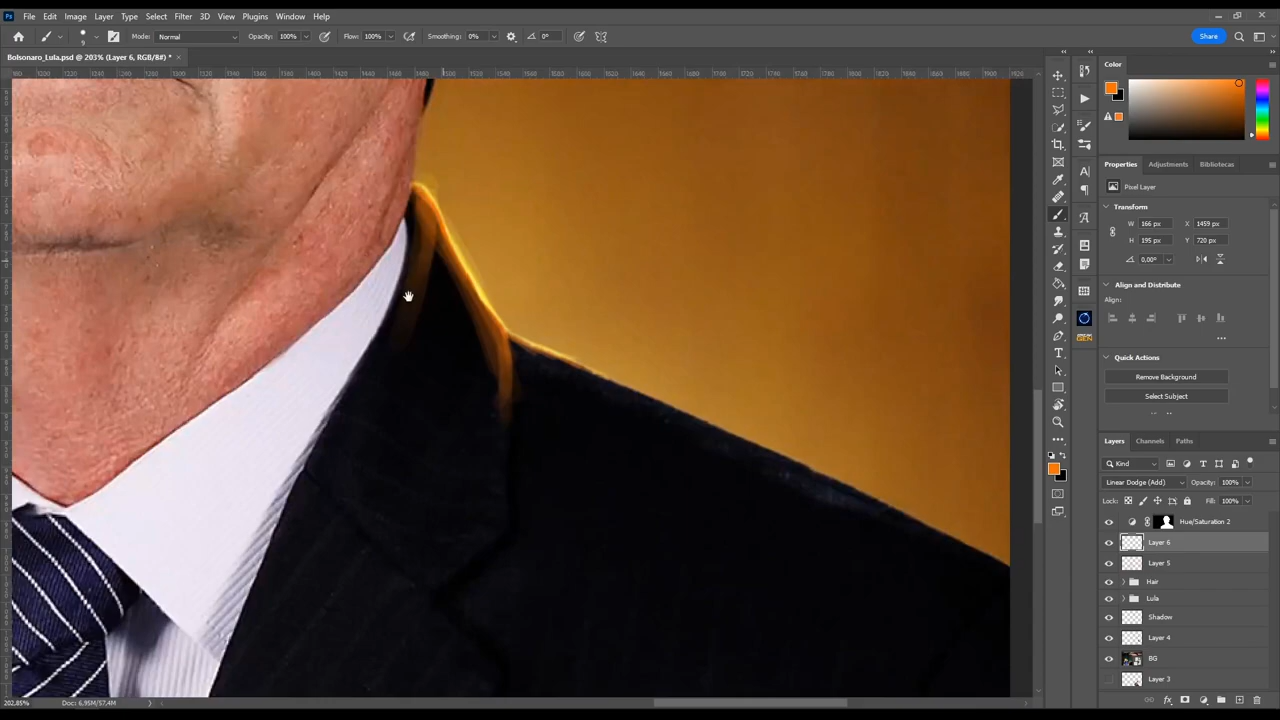 Ps File Edit Image Layer Type Select Filter 3D View Plugins Window Help
Mode: Normal Opacity: 100% Flow: 100% Smoothing: 0% 0° Share
Bolsonaro_Lula.psd @ 203% (Layer 6, RGB/8#) *
Color
Properties Adjustments Bibliotecas
Pixel Layer
Transform
W 166 px X 1459 px
H 195 px Y 720 px
0,00°
Align and Distribute
Align:
Quick Actions
Remove Background
Select Subject
Layers Channels Paths
Kind
Linear Dodge (Add) Opacity: 100%
Lock: Fill: 100%
Hue/Saturation 2
Layer 6
Layer 5
Hair
Lula
Shadow
Layer 4
BG
Layer 3
202,85% Doc: 6,95M/57,4M